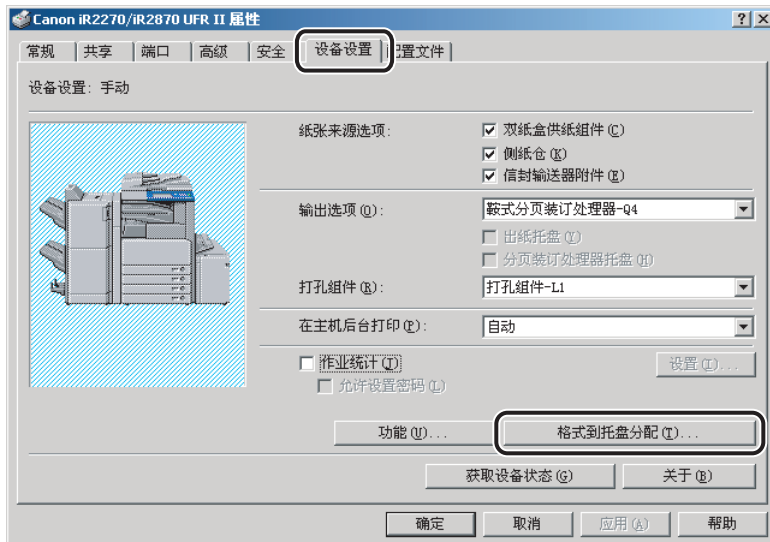 Canon iR2270/iR2870 UFR II 属性
常规 共享 端口 高级 安全 设备设置 配置文件
设备设置: 手动
纸张来源选项: 双纸盒供纸组件(C)
侧纸仓(K)
信封输送器附件(E)
输出选项(O): 鞍式分页装订处理器-Q4
出纸托盘(Y)
分页装订处理器托盘(H)
打孔组件(R): 打孔组件-L1
在主机后台打印(P): 自动
作业统计(J) 设置(I)...
允许设置密码(L)
功能(U)... 格式到托盘分配(T)...
获取设备状态(G) 关于(B)
确定 取消 应用(A) 帮助